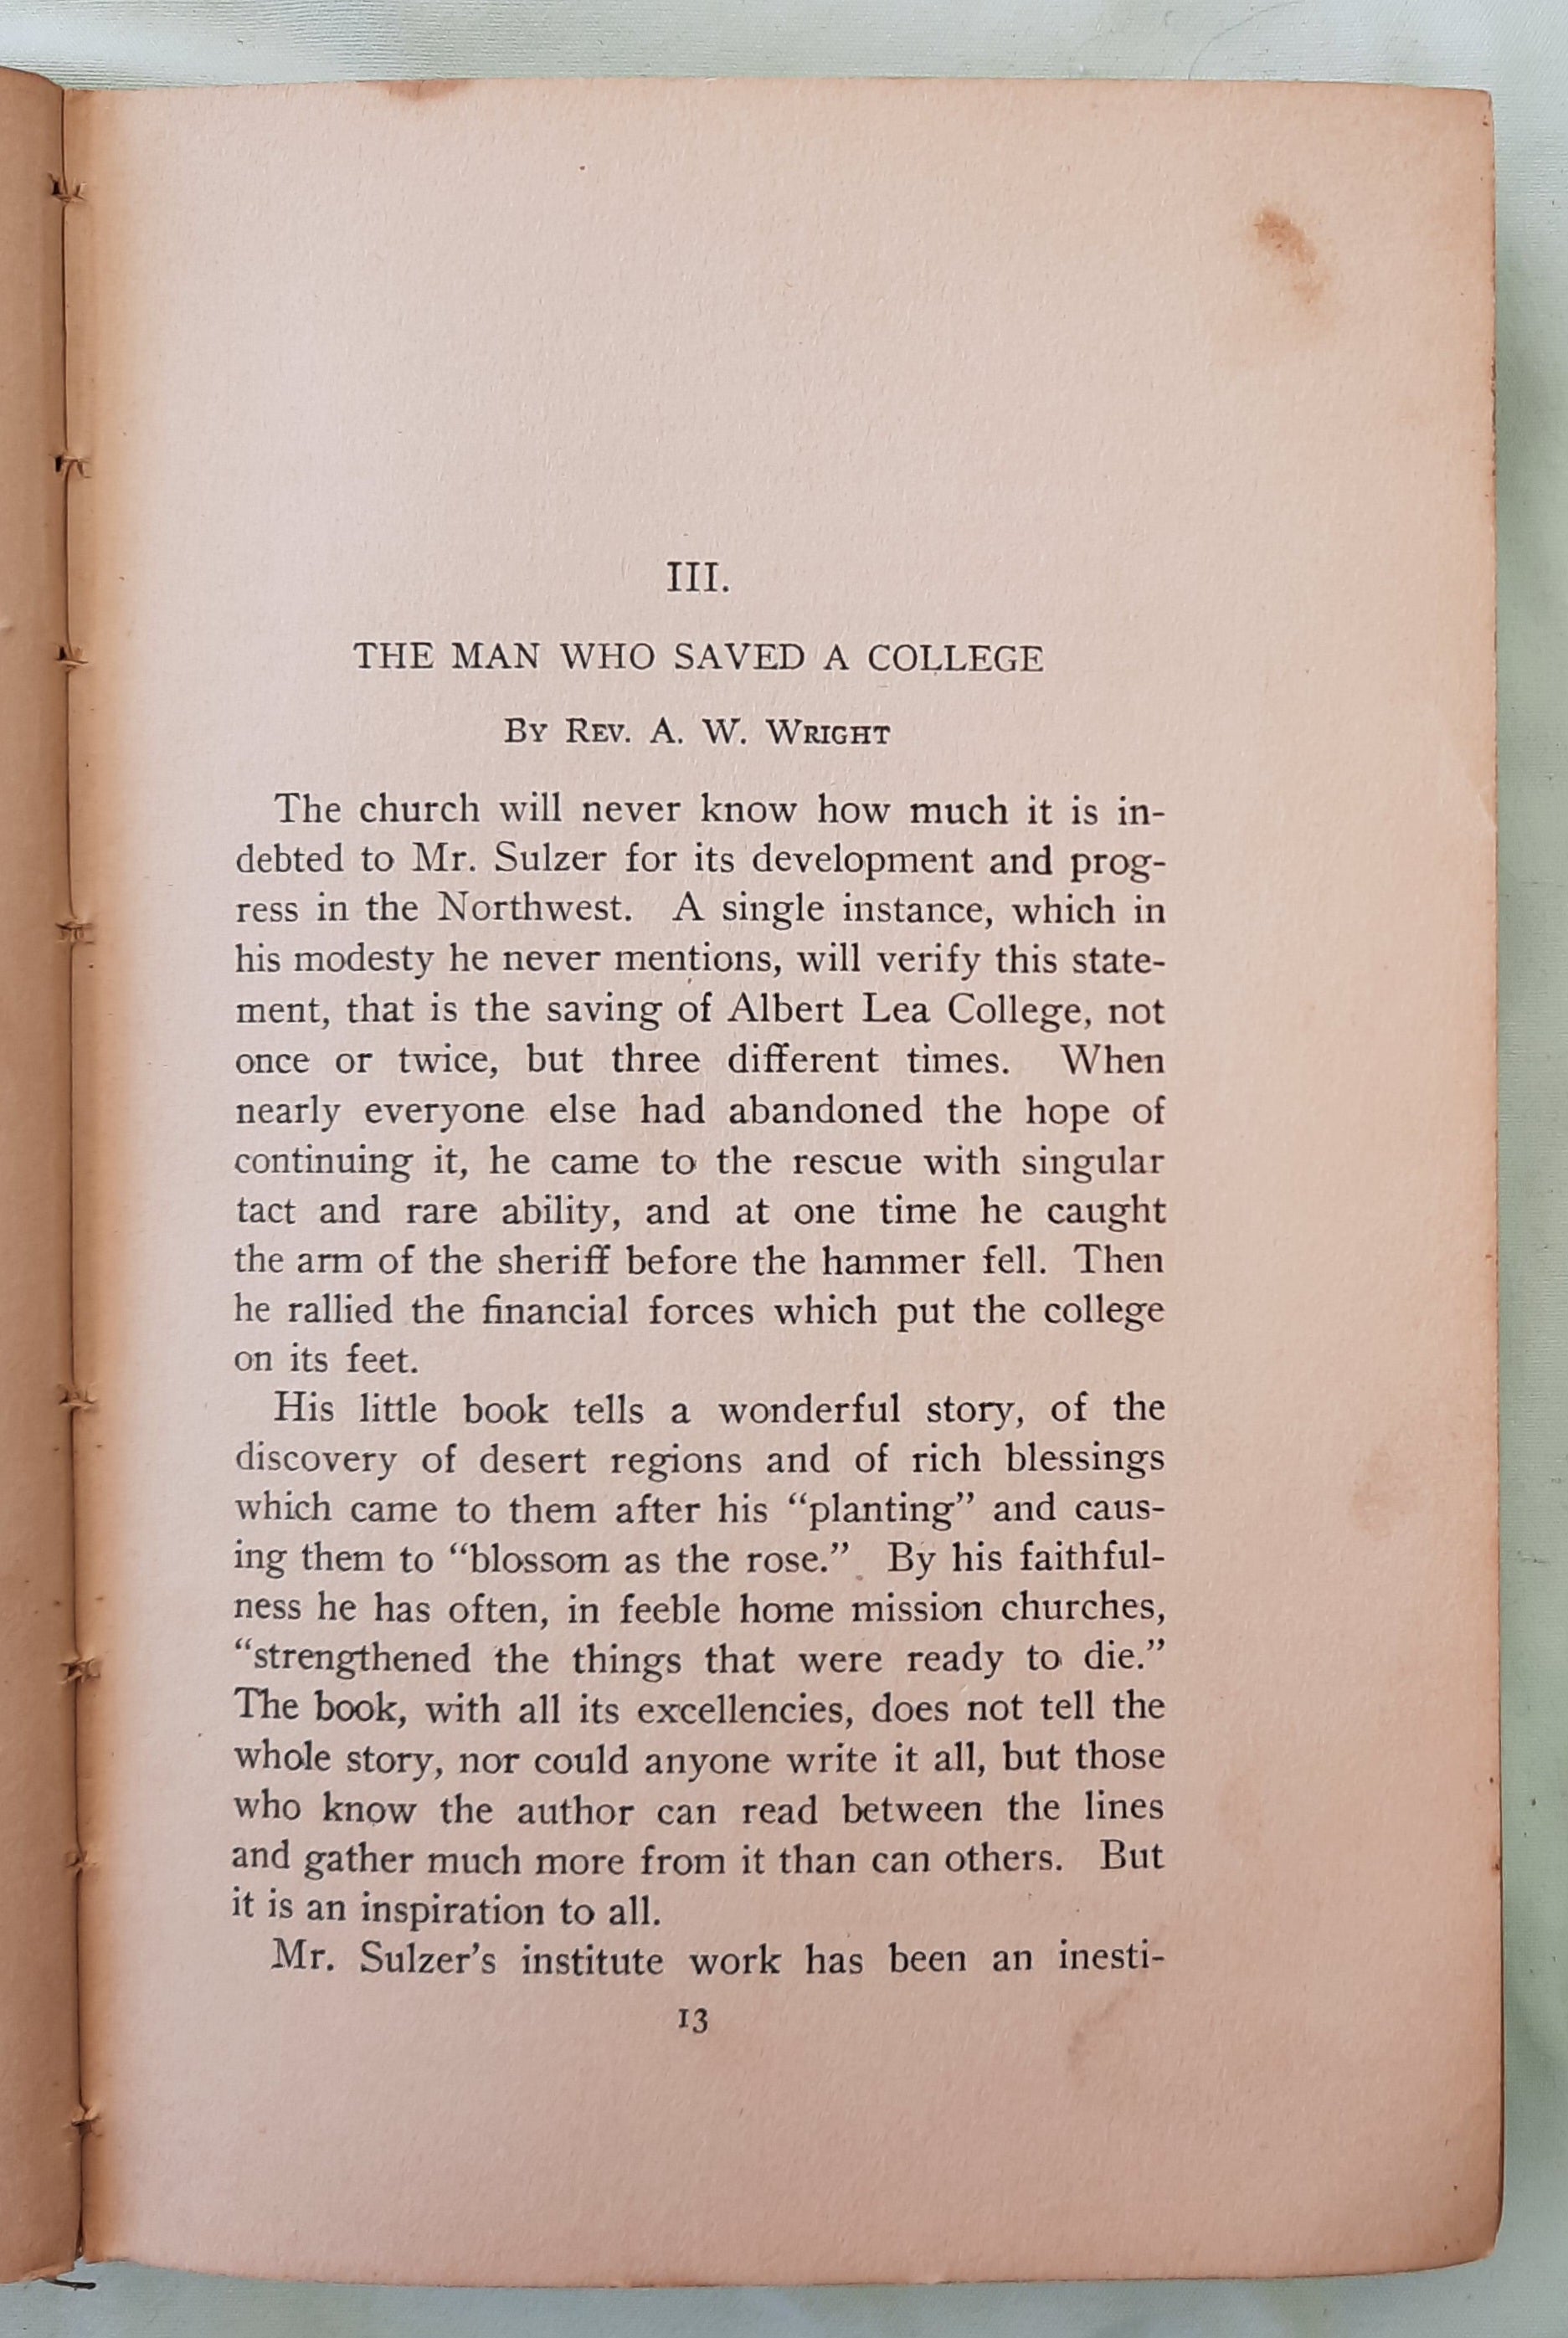 III.
THE MAN WHO SAVED A COLLEGE
By Rev. A. W. Wright
The church will never know how much it is in-
debted to Mr. Sulzer for its development and prog-
ress in the Northwest. A single instance, which in
his modesty he never mentions, will verify this state-
ment, that is the saving of Albert Lea College, not
once or twice, but three different times. When
nearly everyone else had abandoned the hope of
continuing it, he came to the rescue with singular
tact and rare ability, and at one time he caught
the arm of the sheriff before the hammer fell. Then
he rallied the financial forces which put the college
on its feet.
His little book tells a wonderful story, of the
discovery of desert regions and of rich blessings
which came to them after his “planting” and caus-
ing them to “blossom as the rose.” By his faithful-
ness he has often, in feeble home mission churches,
“strengthened the things that were ready to die.”
The book, with all its excellencies, does not tell the
whole story, nor could anyone write it all, but those
who know the author can read between the lines
and gather much more from it than can others. But
it is an inspiration to all.
Mr. Sulzer’s institute work has been an inesti-
13